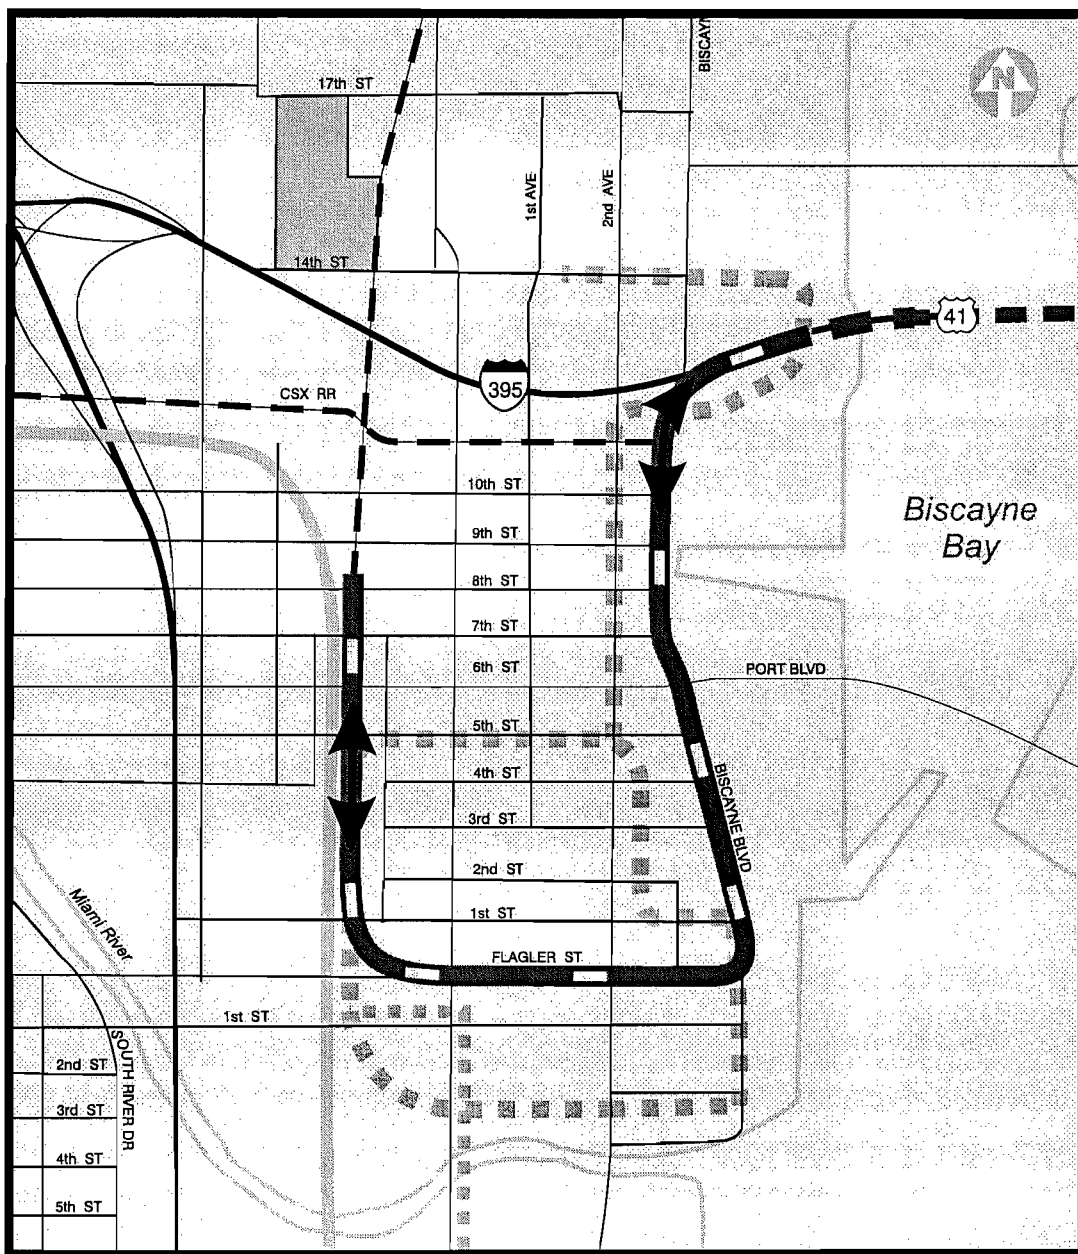 BISCAYN
N
17th ST
1st AVE
2nd AVE
14th ST
41
395
CSX RR
10th ST
Biscayne
Bay
9th ST
8th ST
7th ST
6th ST
PORT BLVD
5th ST
4th ST
BISCAYNE BLVD
3rd ST
2nd ST
Miami River
1st ST
FLAGLER ST
1st ST
SOUTH RIVER DR
2nd ST
3rd ST
4th ST
5th ST